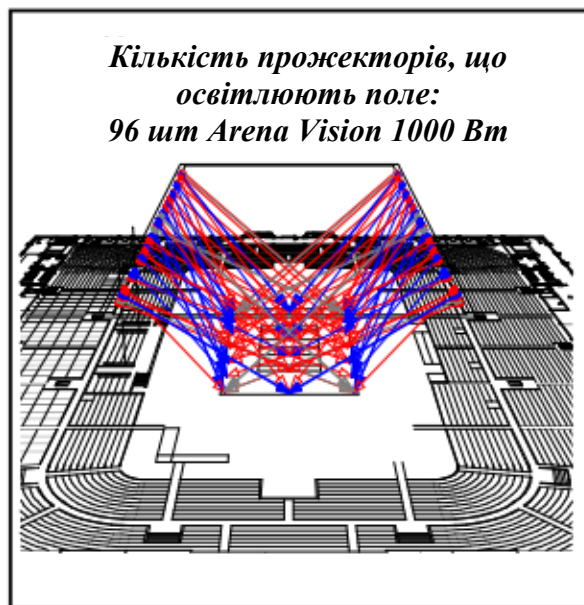 Кількість прожекторів, що
освітлюють поле:
96 шт Arena Vision 1000 Вт